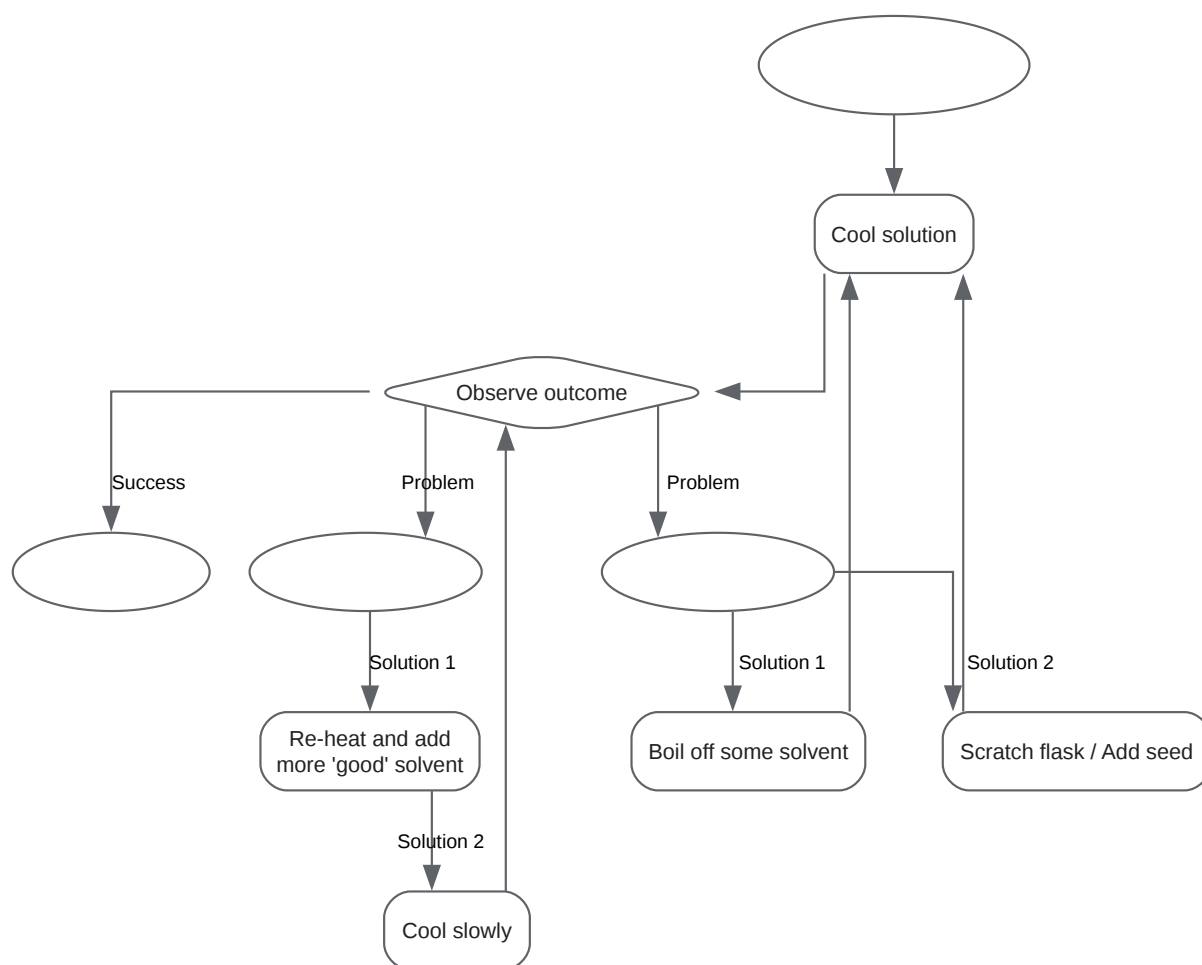 Cool solution
Observe outcome
Success
Problem
Problem
Solution 1
Solution 1
Solution 2
Re-heat and add
more 'good' solvent
Boil off some solvent
Scratch flask / Add seed
Solution 2
Cool slowly